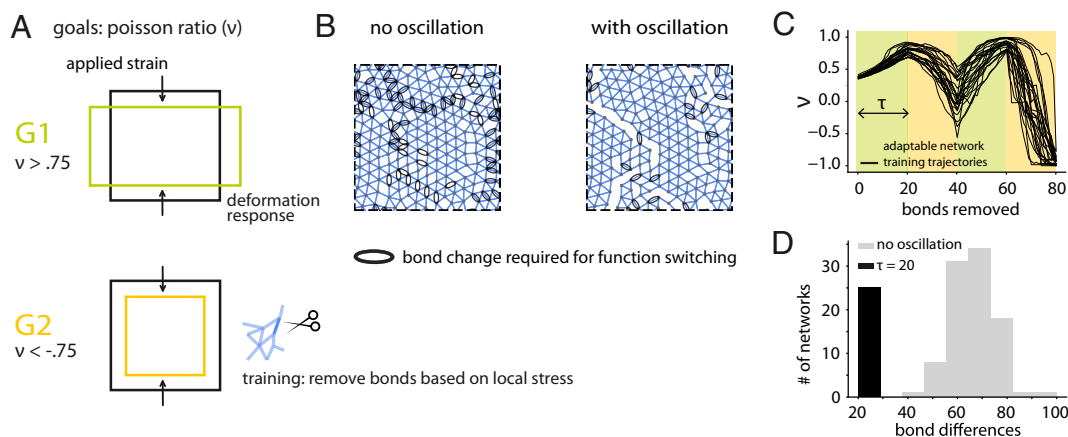 A
goals: poisson ratio (ν)
applied strain
G1
ν > .75
deformation
response
G2
ν < -.75
training: remove bonds based on local stress
B
no oscillation
with oscillation
bond change required for function switching
C
ν
1.0
0.5
0.0
−0.5
−1.0
τ
adaptable network
training trajectories
0 20 40 60 80
bonds removed
D
# of networks
30
20
10
0
no oscillation
τ = 20
20 40 60 80 100
bond differences